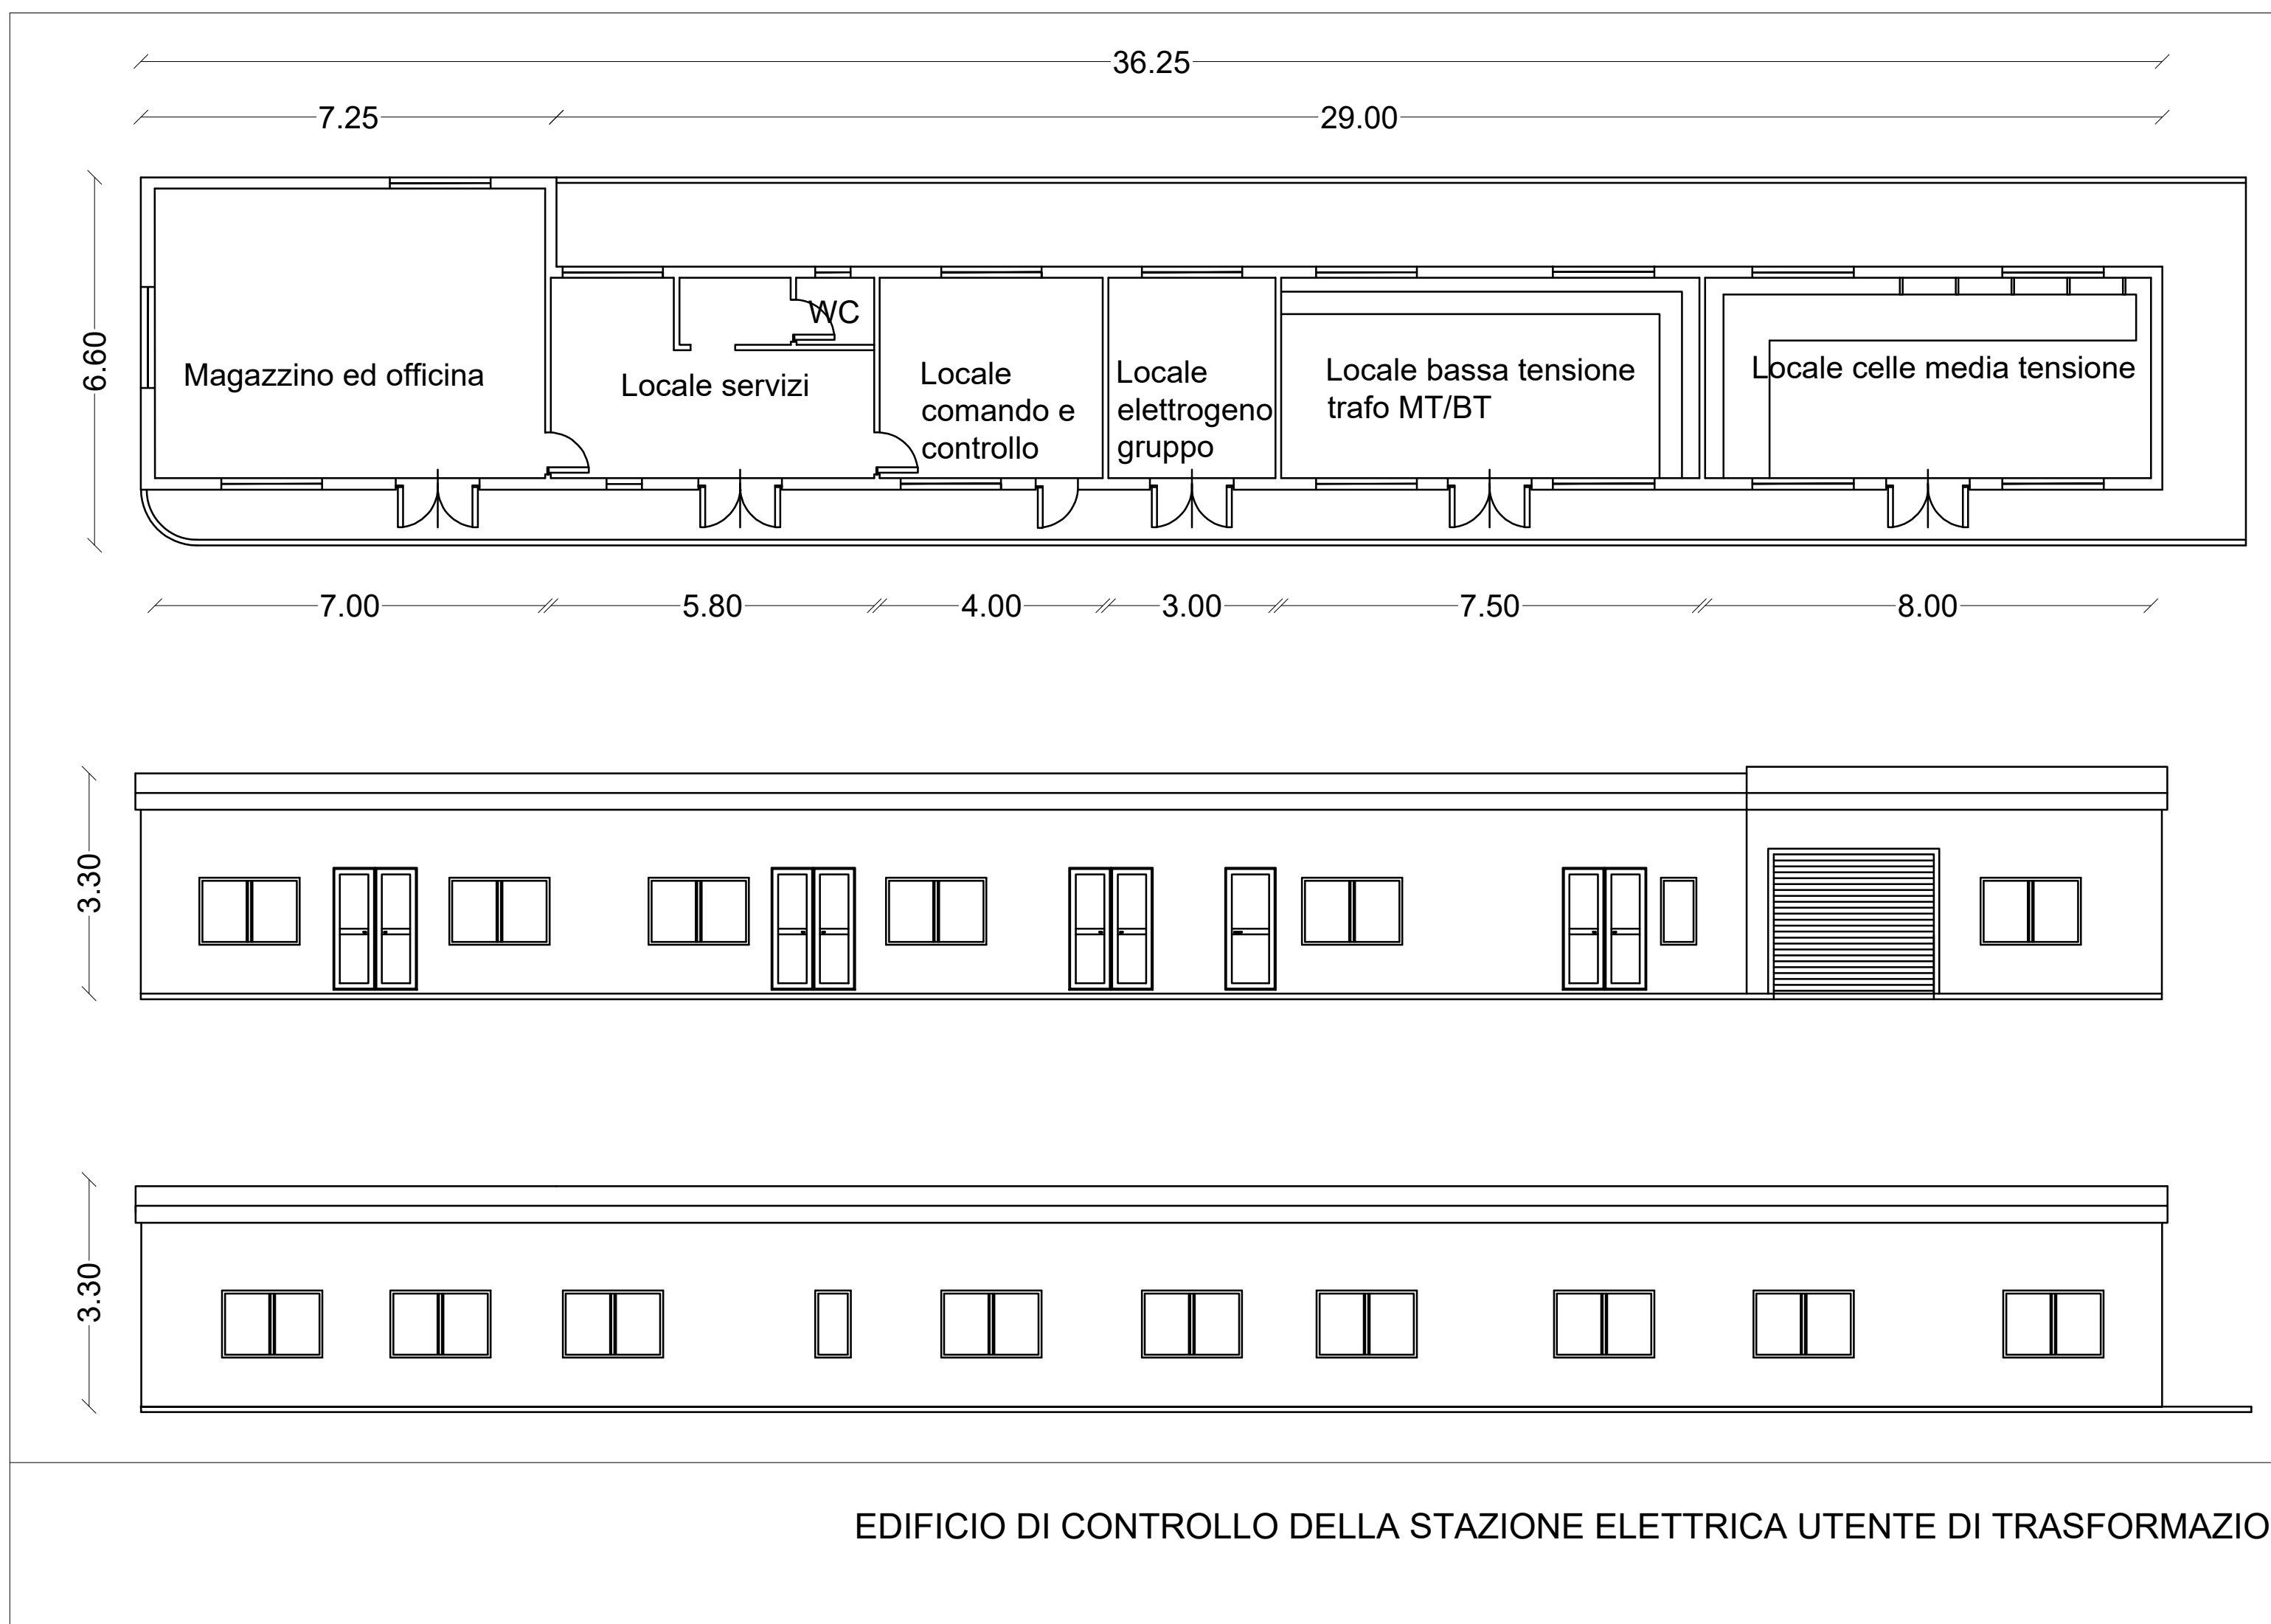 36.25
7.25
29.00
6.60
WC
Magazzino ed officina
Locale servizi
Locale
comando e
controllo
Locale
elettrogeno
gruppo
Locale bassa tensione
trafo MT/BT
Locale celle media tensione
7.00
5.80
4.00
3.00
7.50
8.00
3.30
3.30
EDIFICIO DI CONTROLLO DELLA STAZIONE ELETTRICA UTENTE DI TRASFORMAZIO